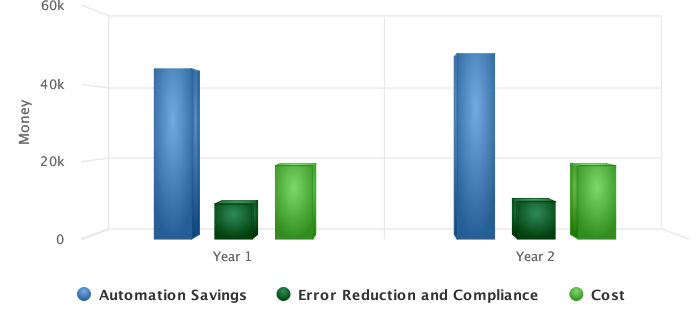 60k
40k
Money
20k
0
Year 1 Year 2
Automation Savings Error Reduction and Compliance Cost